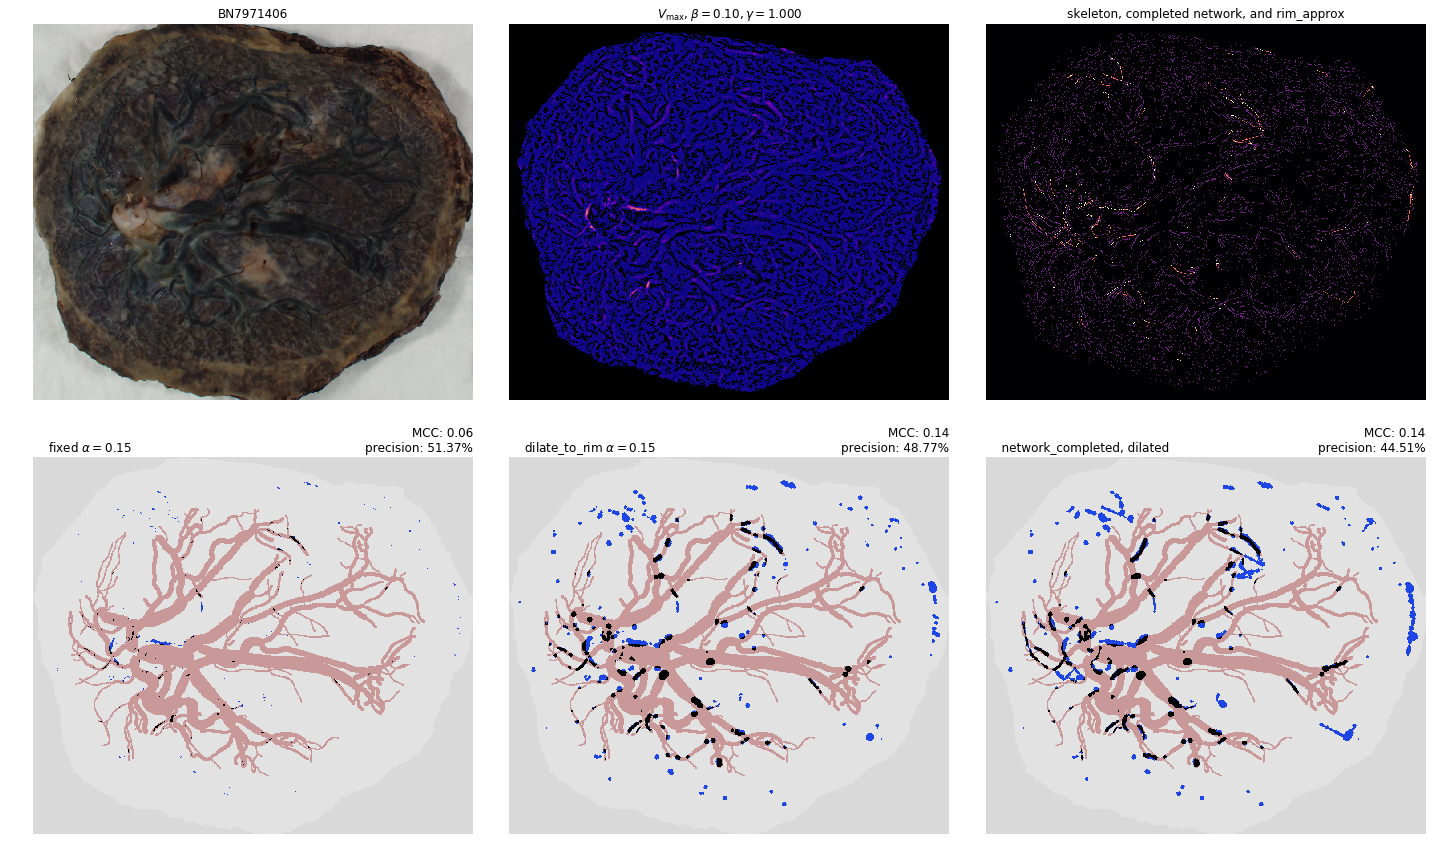 BN7971406
V_max, β = 0.10, γ = 1.000
skeleton, completed network, and rim_approx
fixed α = 0.15
MCC: 0.06
precision: 51.37%
dilate_to_rim α = 0.15
MCC: 0.14
precision: 48.77%
network_completed, dilated
MCC: 0.14
precision: 44.51%